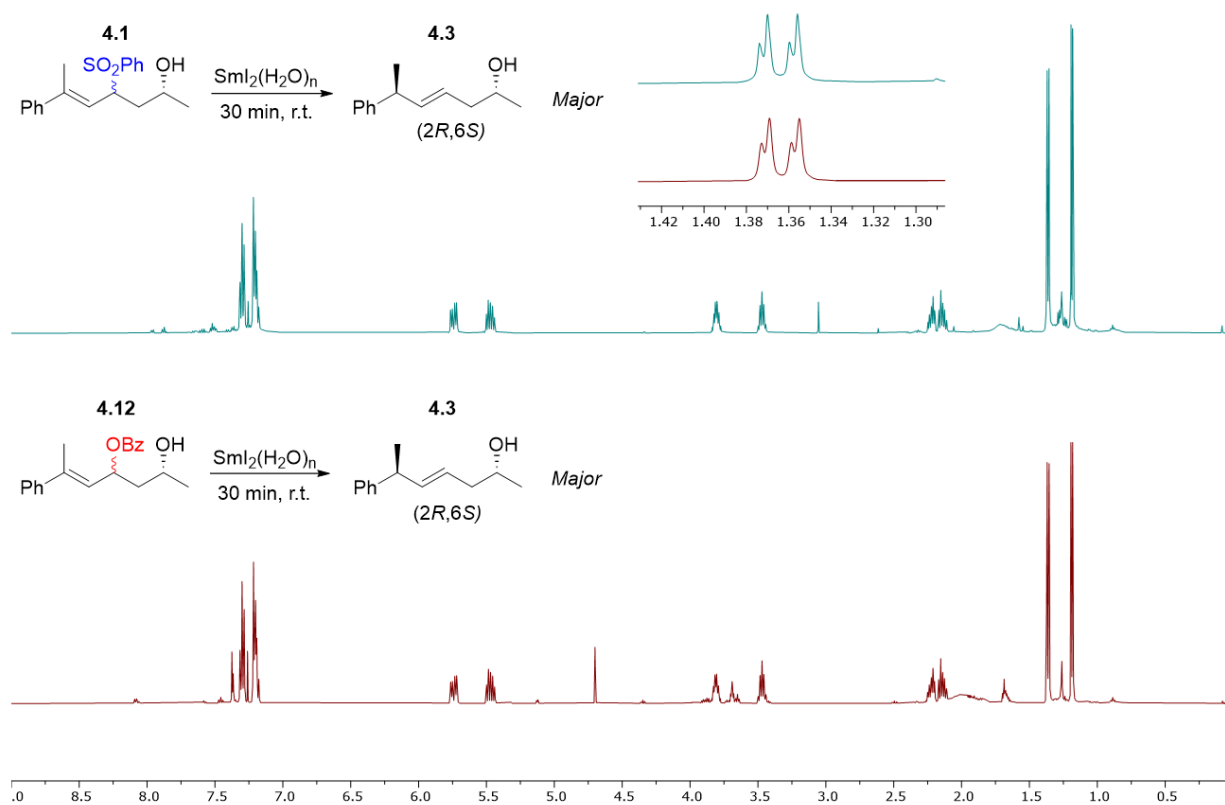 4.1
4.3
SO₂Ph
OH
SmI₂(H₂O)ₙ
OH
Ph
30 min, r.t.
Ph
Major
(2R,6S)
1.42 1.40 1.38 1.36 1.34 1.32 1.30
4.12
4.3
OBz
OH
SmI₂(H₂O)ₙ
OH
Ph
30 min, r.t.
Ph
Major
(2R,6S)
.0 8.5 8.0 7.5 7.0 6.5 6.0 5.5 5.0 4.5 4.0 3.5 3.0 2.5 2.0 1.5 1.0 0.5